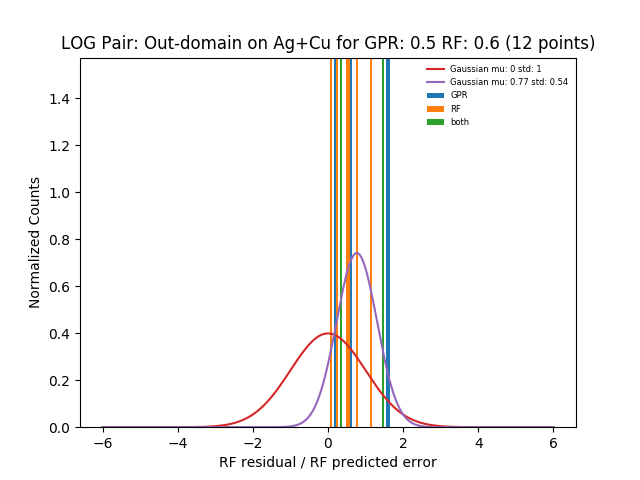 LOG Pair: Out-domain on Ag+Cu for GPR: 0.5 RF: 0.6 (12 points)
Gaussian mu: 0 std: 1
Gaussian mu: 0.77 std: 0.54
GPR
RF
both
Normalized Counts
1.4
1.2
1.0
0.8
0.6
0.4
0.2
0.0
−6 −4 −2 0 2 4 6
RF residual / RF predicted error